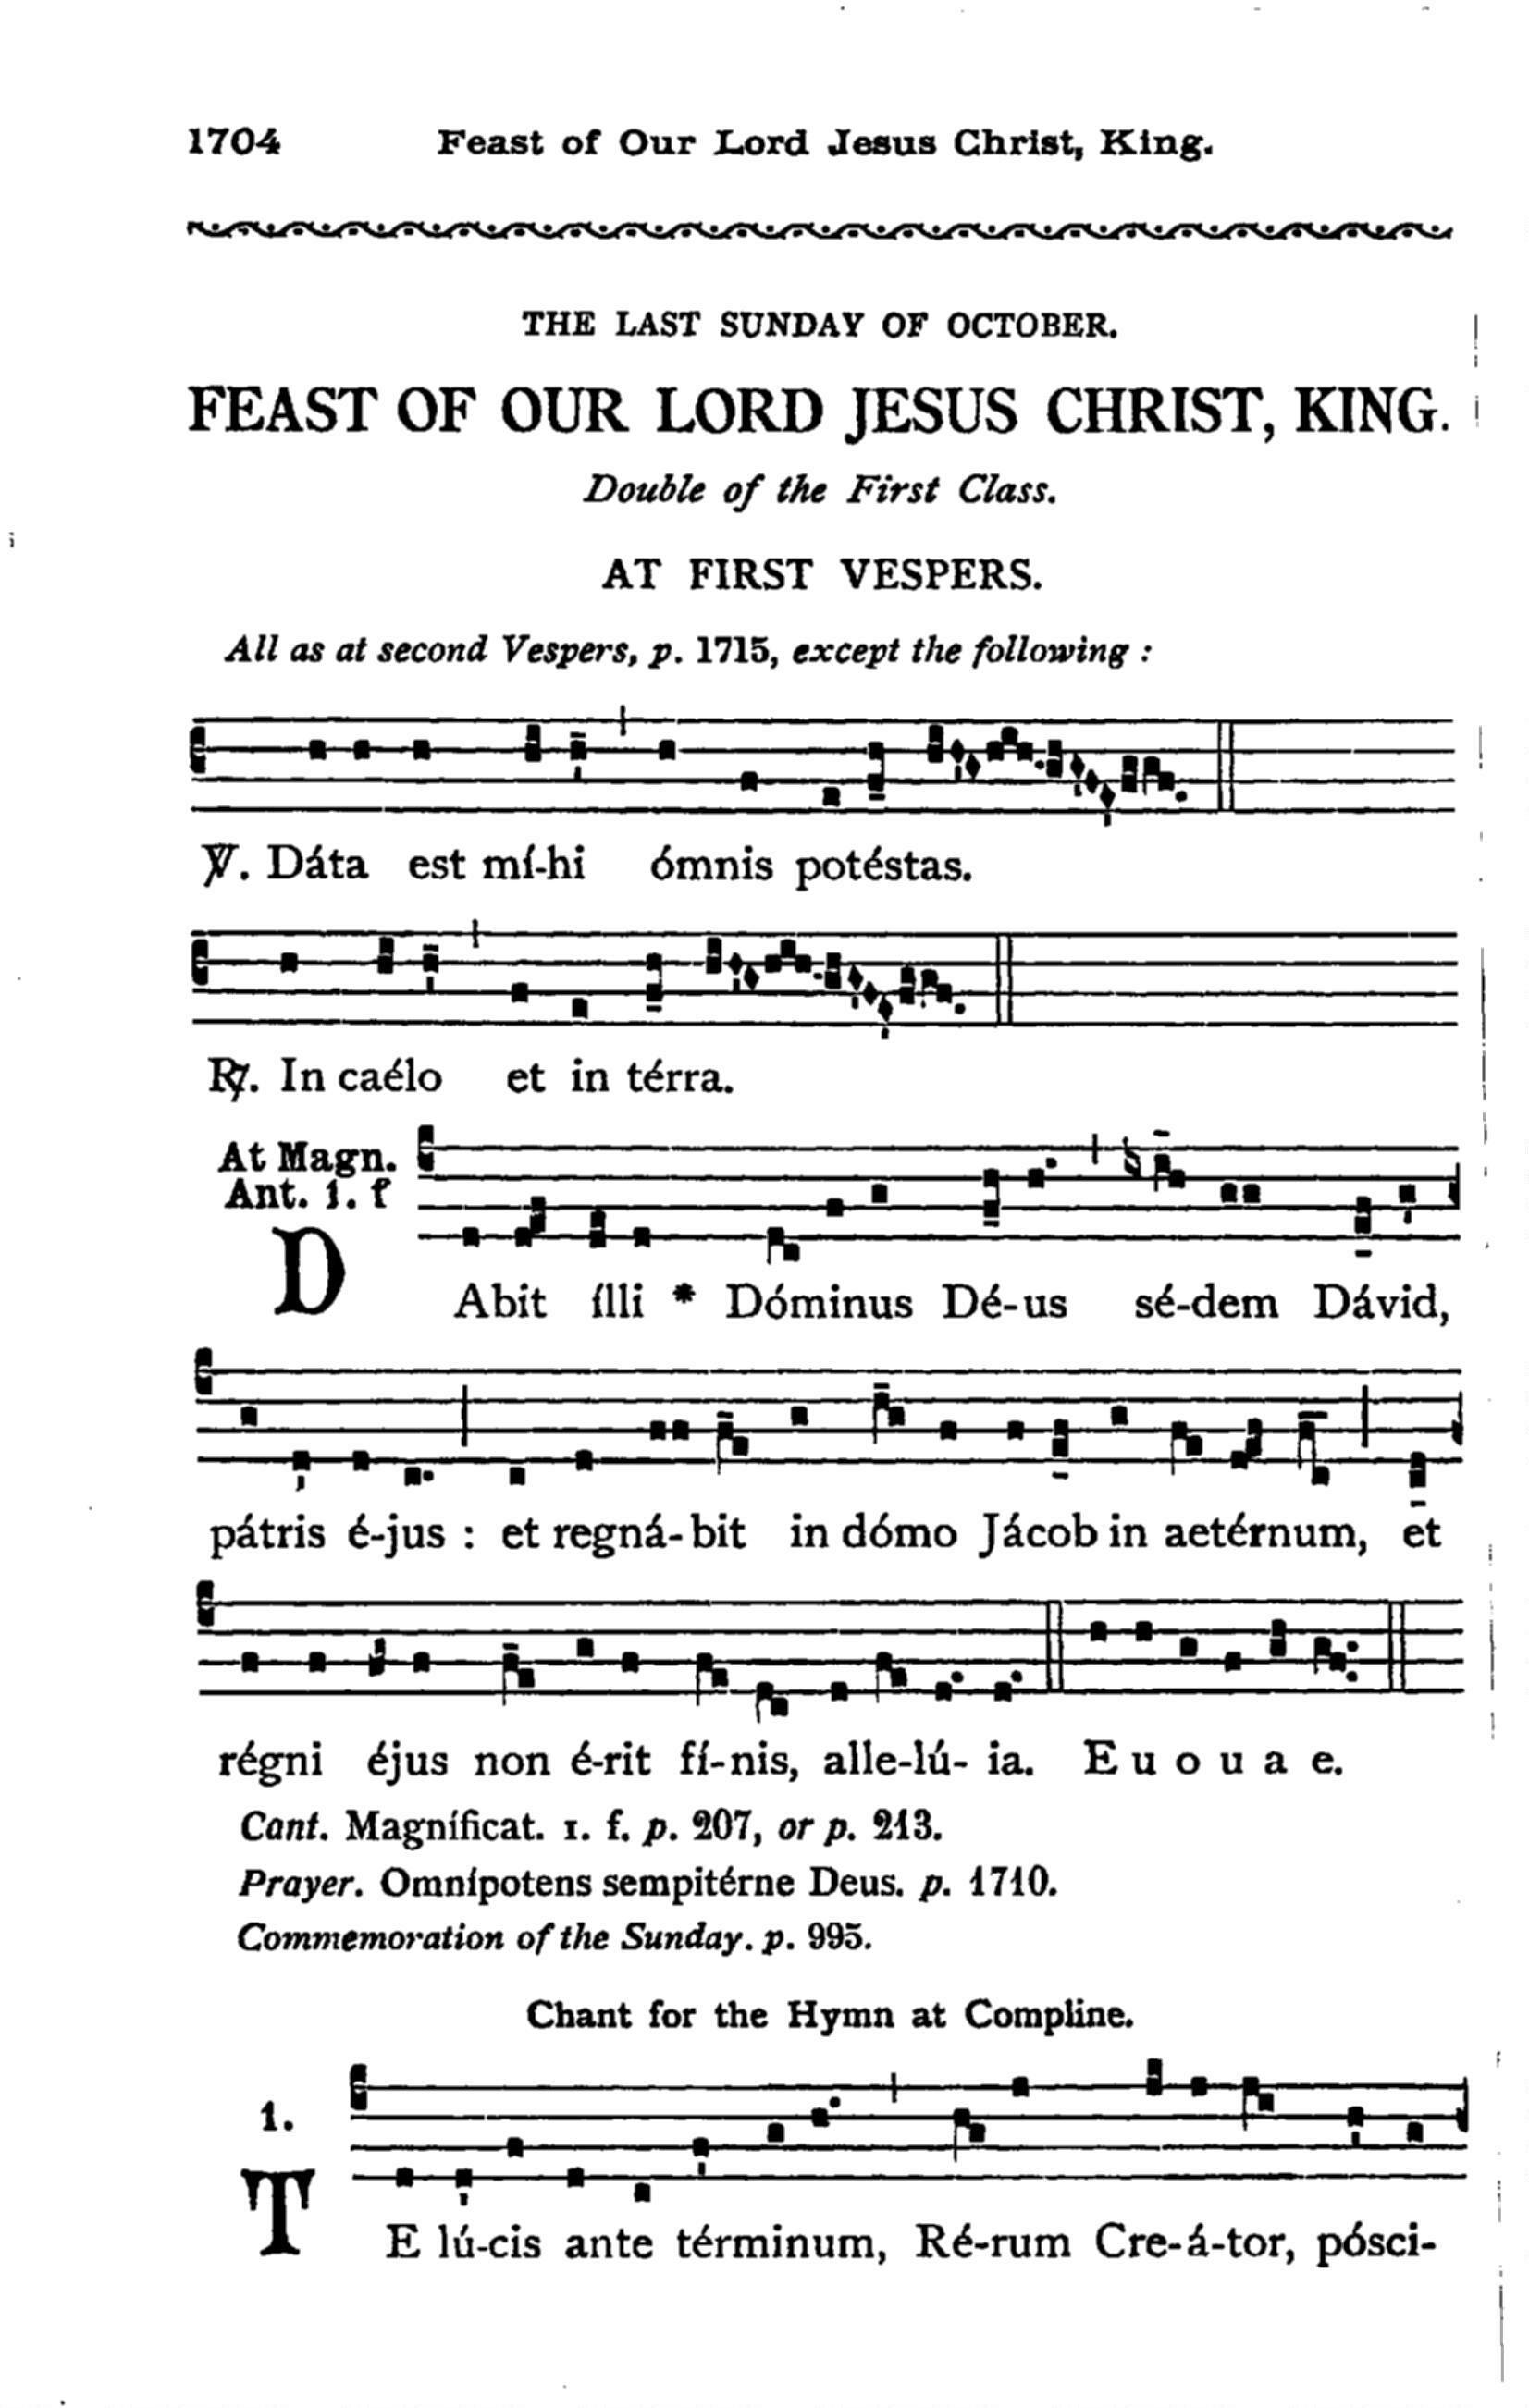 1704 Feast of Our Lord Jesus Christ, King.
THE LAST SUNDAY OF OCTOBER.
FEAST OF OUR LORD JESUS CHRIST, KING.
Double of the First Class.
AT FIRST VESPERS.
All as at second Vespers, p. 1715, except the following :
℣. Dáta est mí-hi ómnis potéstas.
℟. In caélo et in térra.
At Magn.
Ant. 1. f
DAbit ílli * Dóminus Dé-us sé-dem Dávid,
pátris é-jus : et regná-bit in dómo Jácob in aetérnum, et
régni éjus non é-rit fí-nis, alle-lú- ia. E u o u a e.
Cant. Magníficat. 1. f. p. 207, or p. 213.
Prayer. Omnípotens sempitérne Deus. p. 1710.
Commemoration of the Sunday. p. 995.
Chant for the Hymn at Compline.
1.
TE lú-cis ante términum, Ré-rum Cre-á-tor, pósci-